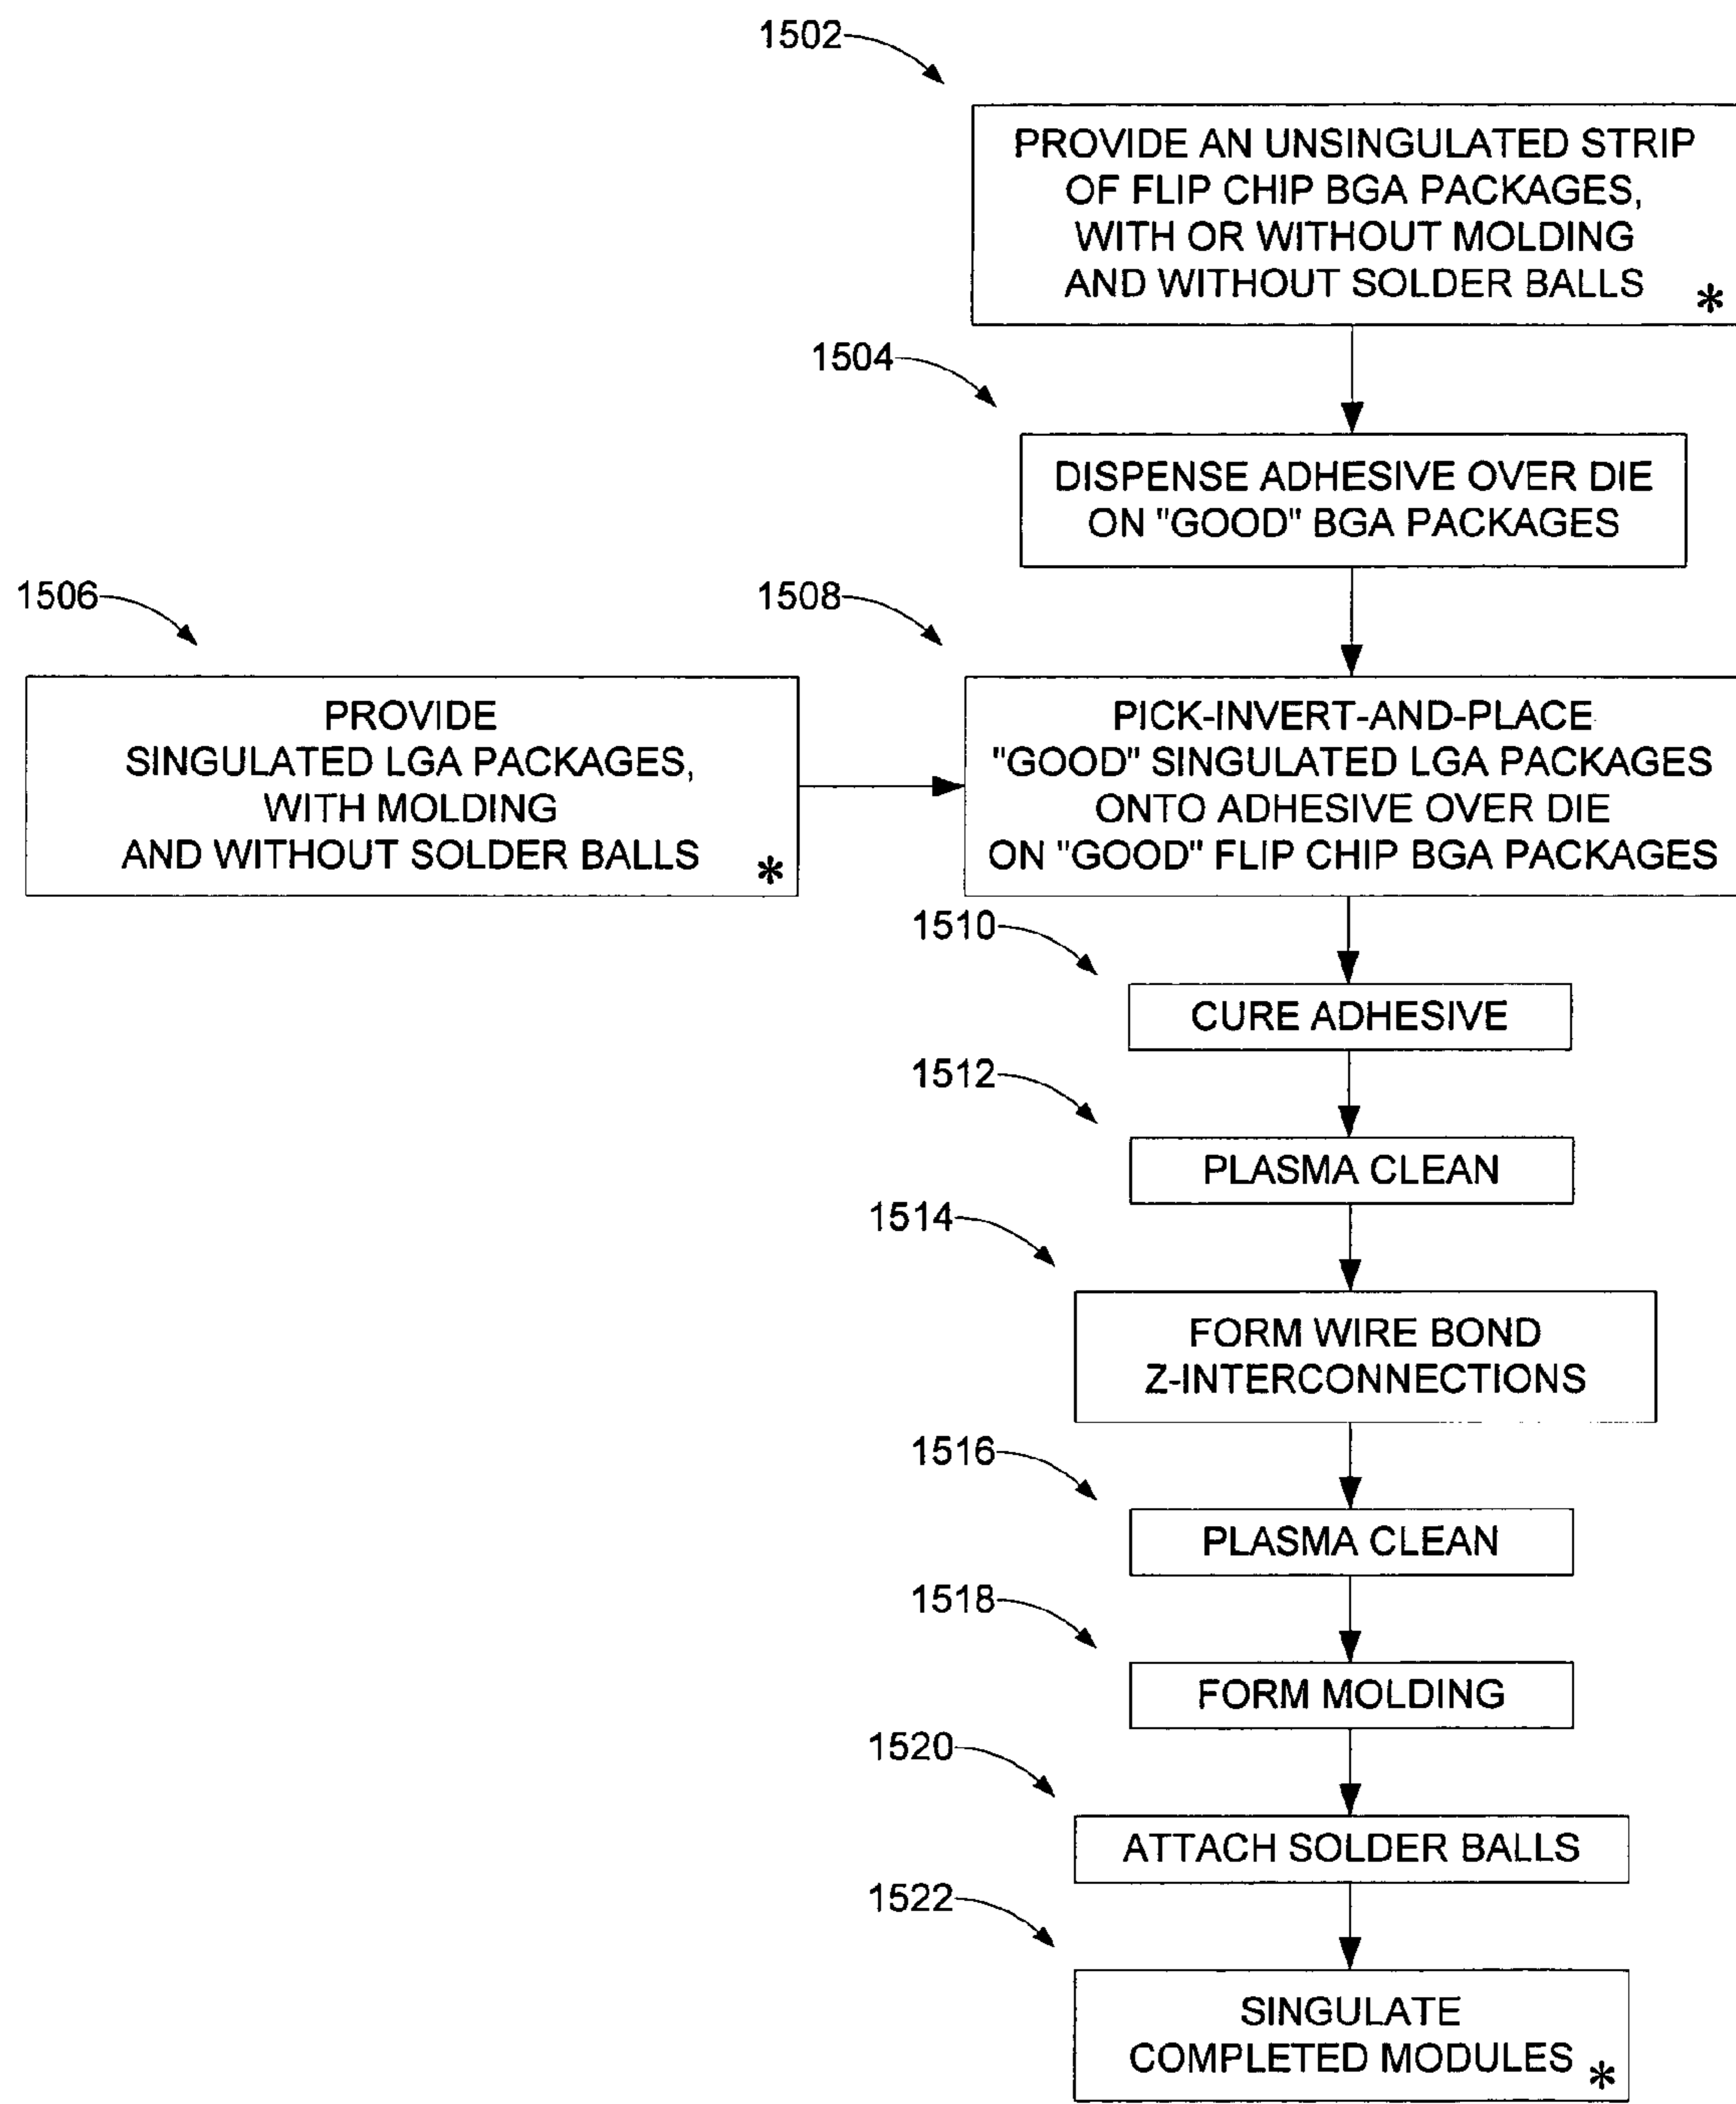 1502
PROVIDE AN UNSINGULATED STRIP
OF FLIP CHIP BGA PACKAGES,
WITH OR WITHOUT MOLDING
AND WITHOUT SOLDER BALLS *
1504
DISPENSE ADHESIVE OVER DIE
ON "GOOD" BGA PACKAGES
1506
PROVIDE
SINGULATED LGA PACKAGES,
WITH MOLDING
AND WITHOUT SOLDER BALLS *
1508
PICK-INVERT-AND-PLACE
"GOOD" SINGULATED LGA PACKAGES
ONTO ADHESIVE OVER DIE
ON "GOOD" FLIP CHIP BGA PACKAGES
1510
CURE ADHESIVE
1512
PLASMA CLEAN
1514
FORM WIRE BOND
Z-INTERCONNECTIONS
1516
PLASMA CLEAN
1518
FORM MOLDING
1520
ATTACH SOLDER BALLS
1522
SINGULATE
COMPLETED MODULES *